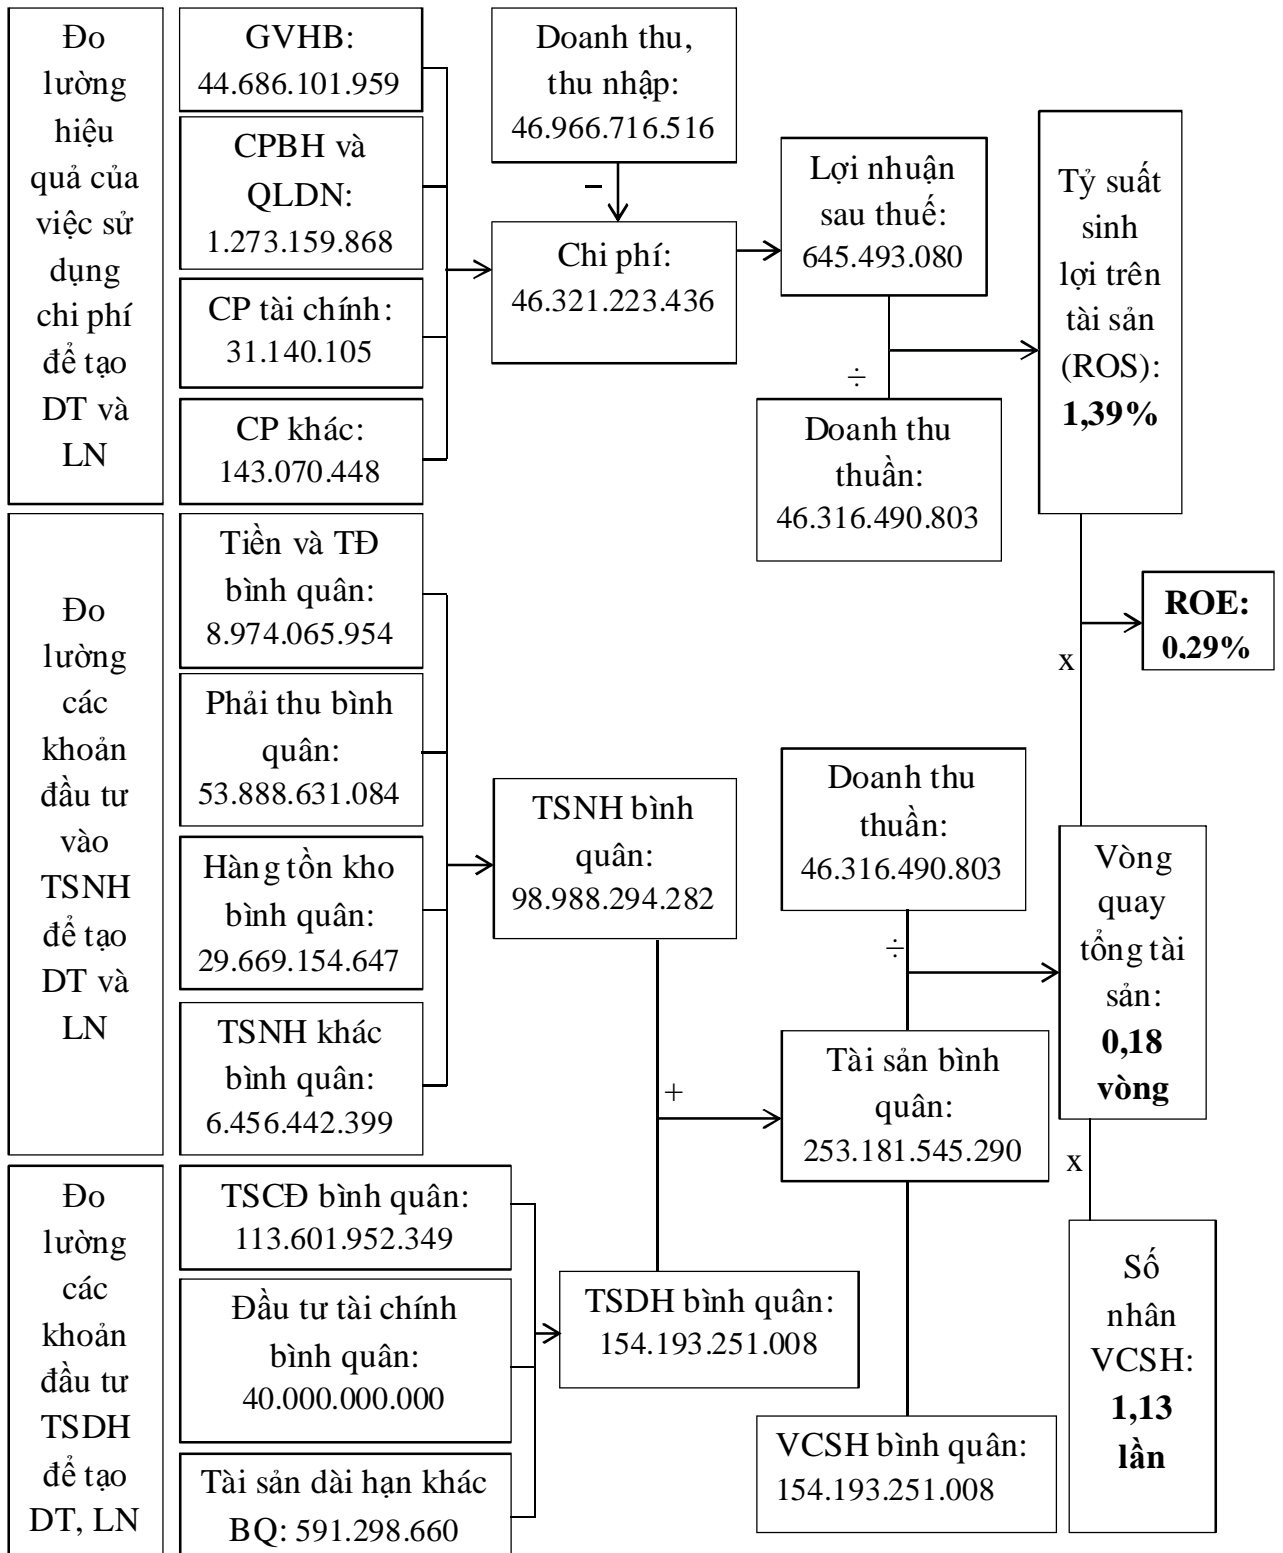 Đo
lường
hiệu
quả của
việc sử
dụng
chi phí
để tạo
DT và
LN
GVHB:
44.686.101.959
CPBH và
QLDN:
1.273.159.868
CP tài chính:
31.140.105
CP khác:
143.070.448
Doanh thu,
thu nhập:
46.966.716.516
–
Chi phí:
46.321.223.436
Lợi nhuận
sau thuế:
645.493.080
÷
Doanh thu
thuần:
46.316.490.803
Tỷ suất
sinh
lợi trên
tài sản
(ROS):
1,39%
Đo
lường
các
khoản
đầu tư
vào
TSNH
để tạo
DT và
LN
Tiền và TĐ
bình quân:
8.974.065.954
Phải thu bình
quân:
53.888.631.084
Hàng tồn kho
bình quân:
29.669.154.647
TSNH khác
bình quân:
6.456.442.399
TSNH bình
quân:
98.988.294.282
+
Doanh thu
thuần:
46.316.490.803
÷
Tài sản bình
quân:
253.181.545.290
x
ROE:
0,29%
Vòng
quay
tổng tài
sản:
0,18
vòng
x
Đo
lường
các
khoản
đầu tư
TSDH
để tạo
DT, LN
TSCĐ bình quân:
113.601.952.349
Đầu tư tài chính
bình quân:
40.000.000.000
Tài sản dài hạn khác
BQ: 591.298.660
TSDH bình quân:
154.193.251.008
VCSH bình quân:
154.193.251.008
Số
nhân
VCSH:
1,13
lần